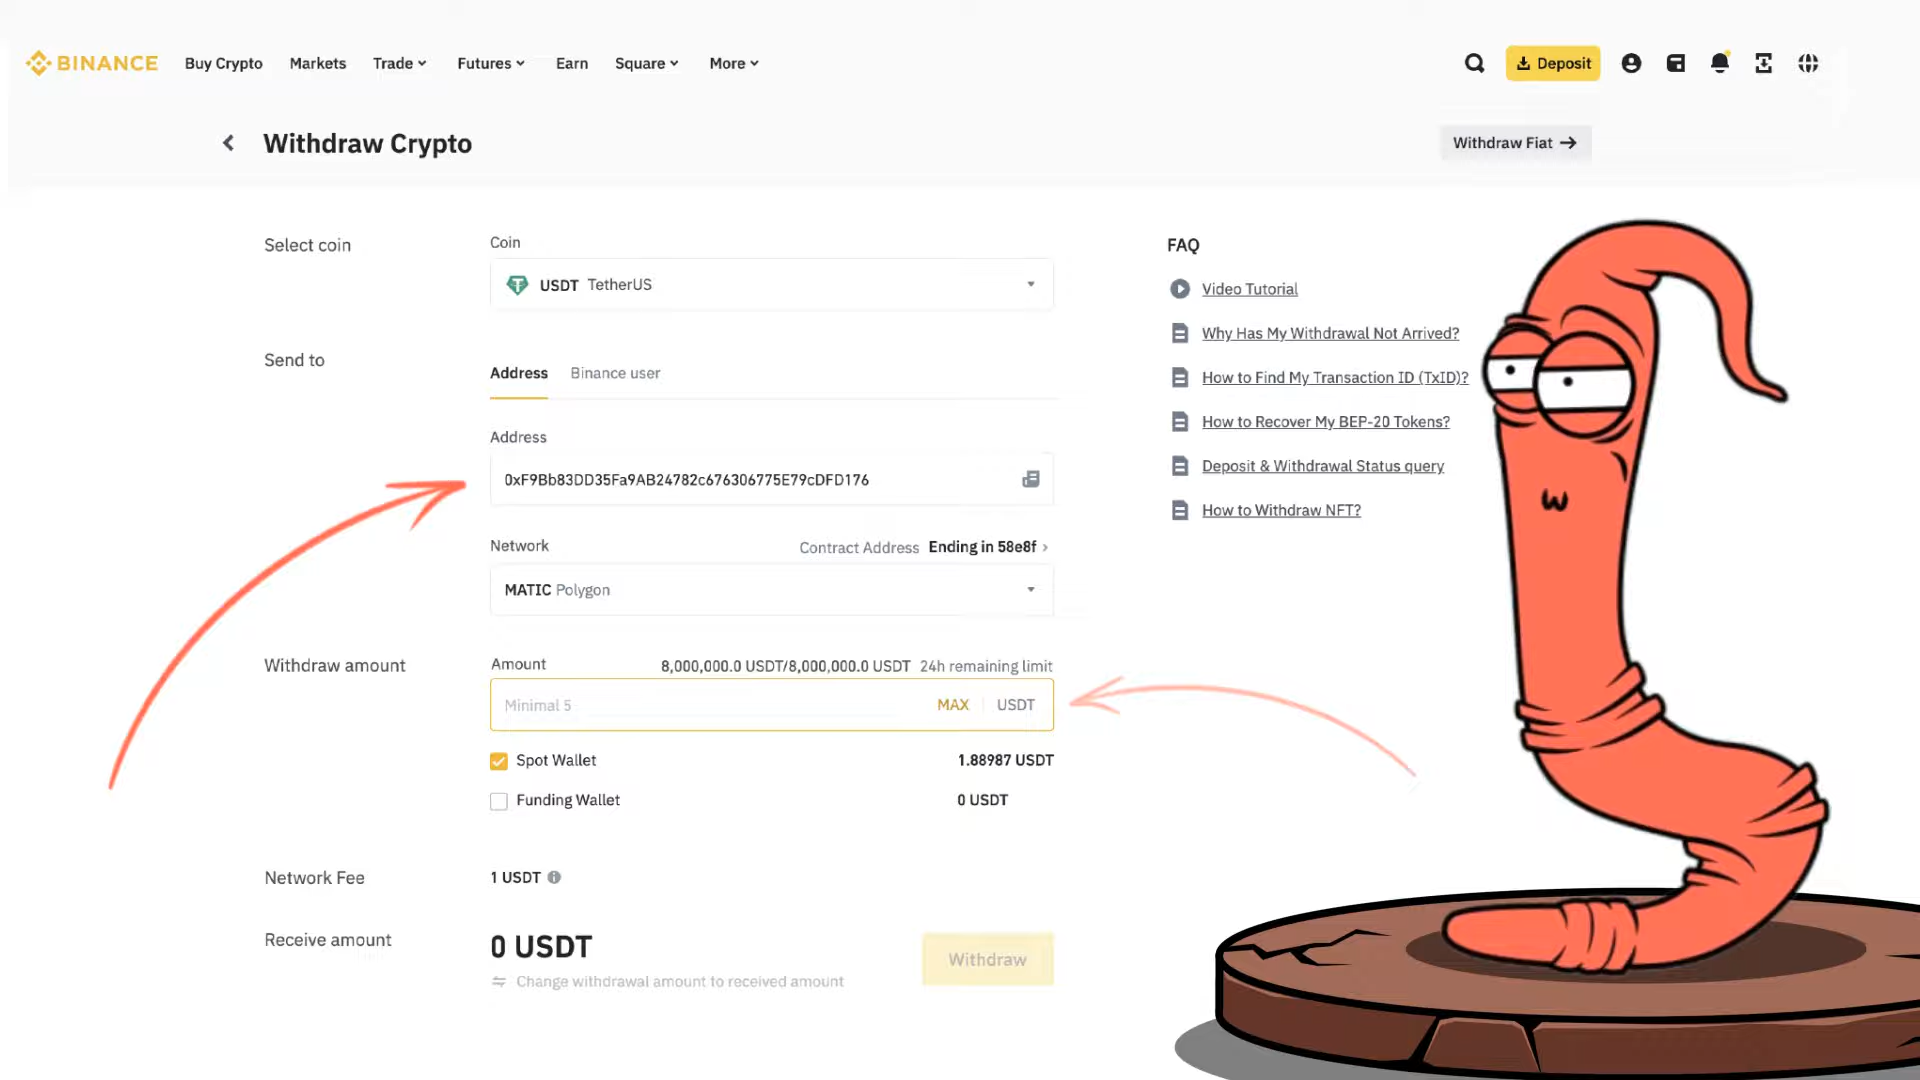 BINANCE
Buy Crypto
Markets
Trade
Futures
Earn
Square
More
Deposit
Withdraw Crypto
Withdraw Fiat →
Select coin
Coin
USDT TetherUS
Send to
Address
Binance user
Address
0xF9Bb83DD35Fa9AB24782c676306775E79cDFD176
Network
Contract Address Ending in 58e8f >
MATIC Polygon
Withdraw amount
Amount
8,000,000.0 USDT/8,000,000.0 USDT 24h remaining limit
Minimal 5
MAX
USDT
Spot Wallet
1.88987 USDT
Funding Wallet
0 USDT
Network Fee
1 USDT
Receive amount
0 USDT
Change withdrawal amount to received amount
Withdraw
FAQ
Video Tutorial
Why Has My Withdrawal Not Arrived?
How to Find My Transaction ID (TxID)?
How to Recover My BEP-20 Tokens?
Deposit & Withdrawal Status query
How to Withdraw NFT?